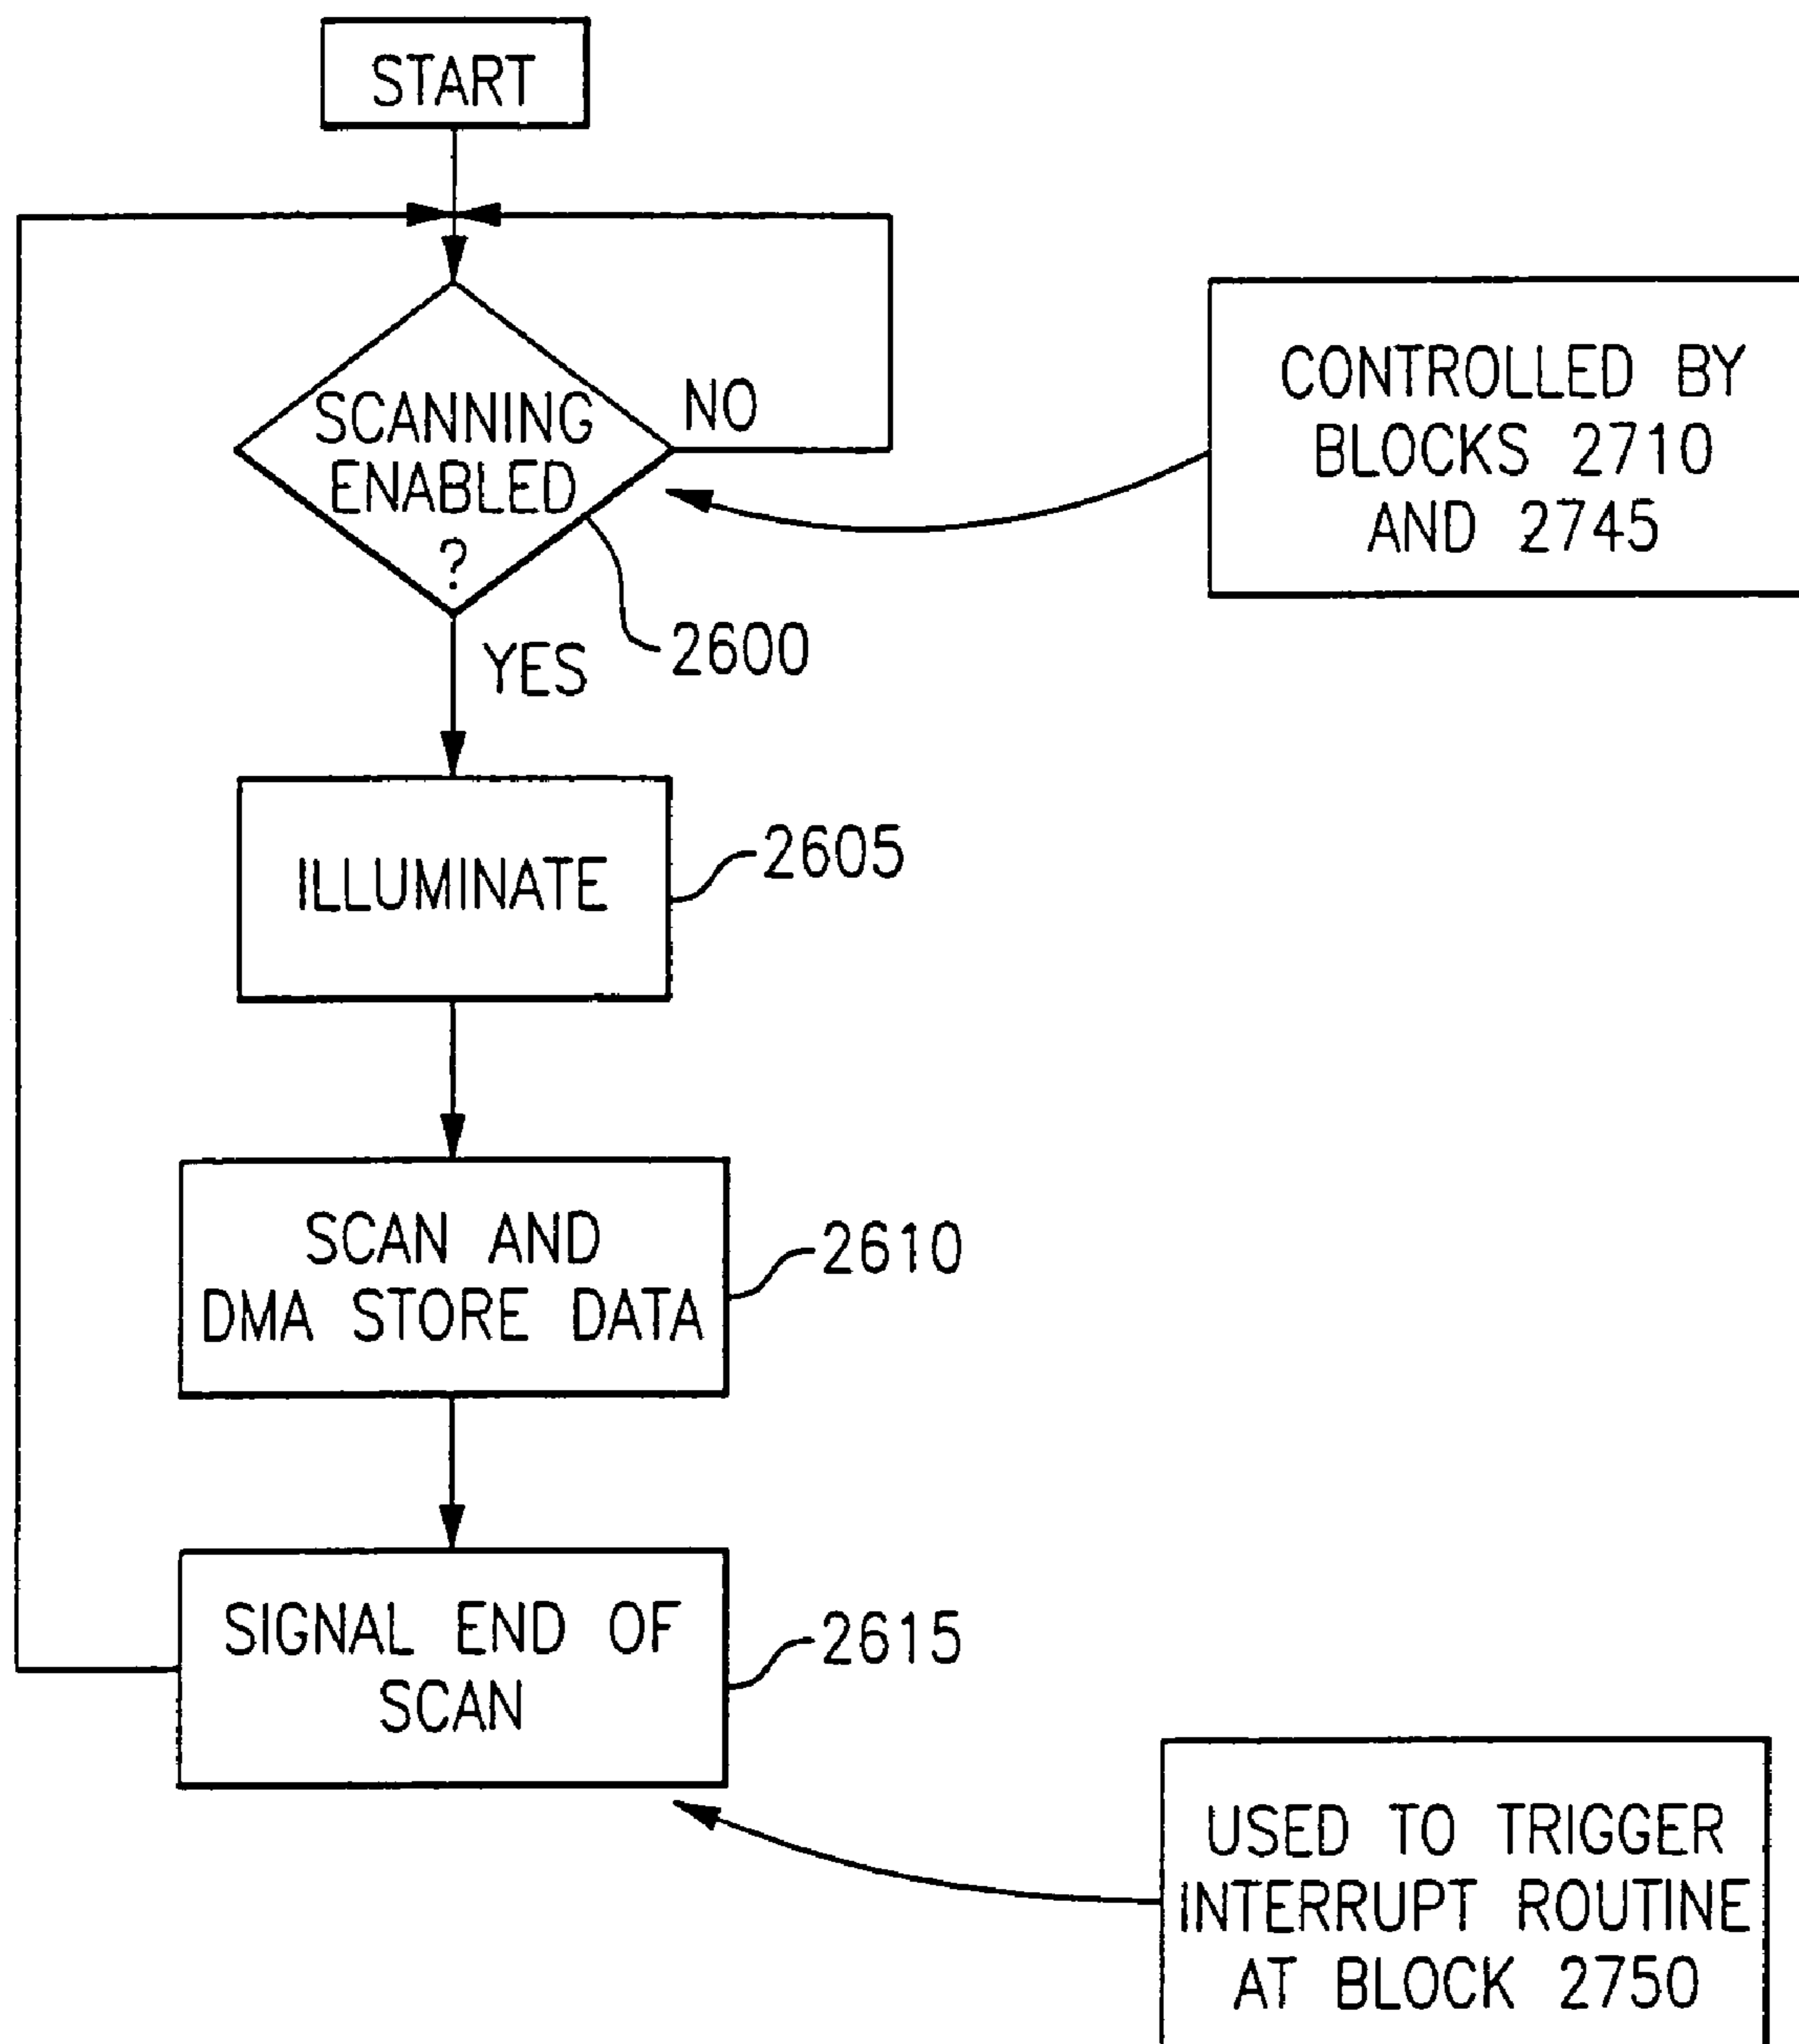 START
SCANNING
ENABLED
?
NO
CONTROLLED BY
BLOCKS 2710
AND 2745
2600
YES
ILLUMINATE
2605
SCAN AND
DMA STORE DATA
2610
SIGNAL END OF
SCAN
2615
USED TO TRIGGER
INTERRUPT ROUTINE
AT BLOCK 2750